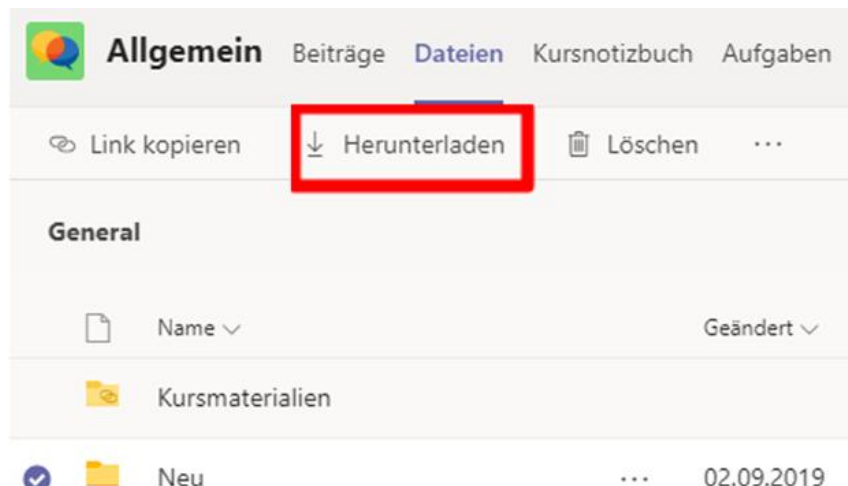 Allgemein Beiträge Dateien Kursnotizbuch Aufgaben
Link kopieren Herunterladen Löschen ...
General
Name Geändert
Kursmaterialien
Neu ... 02.09.2019